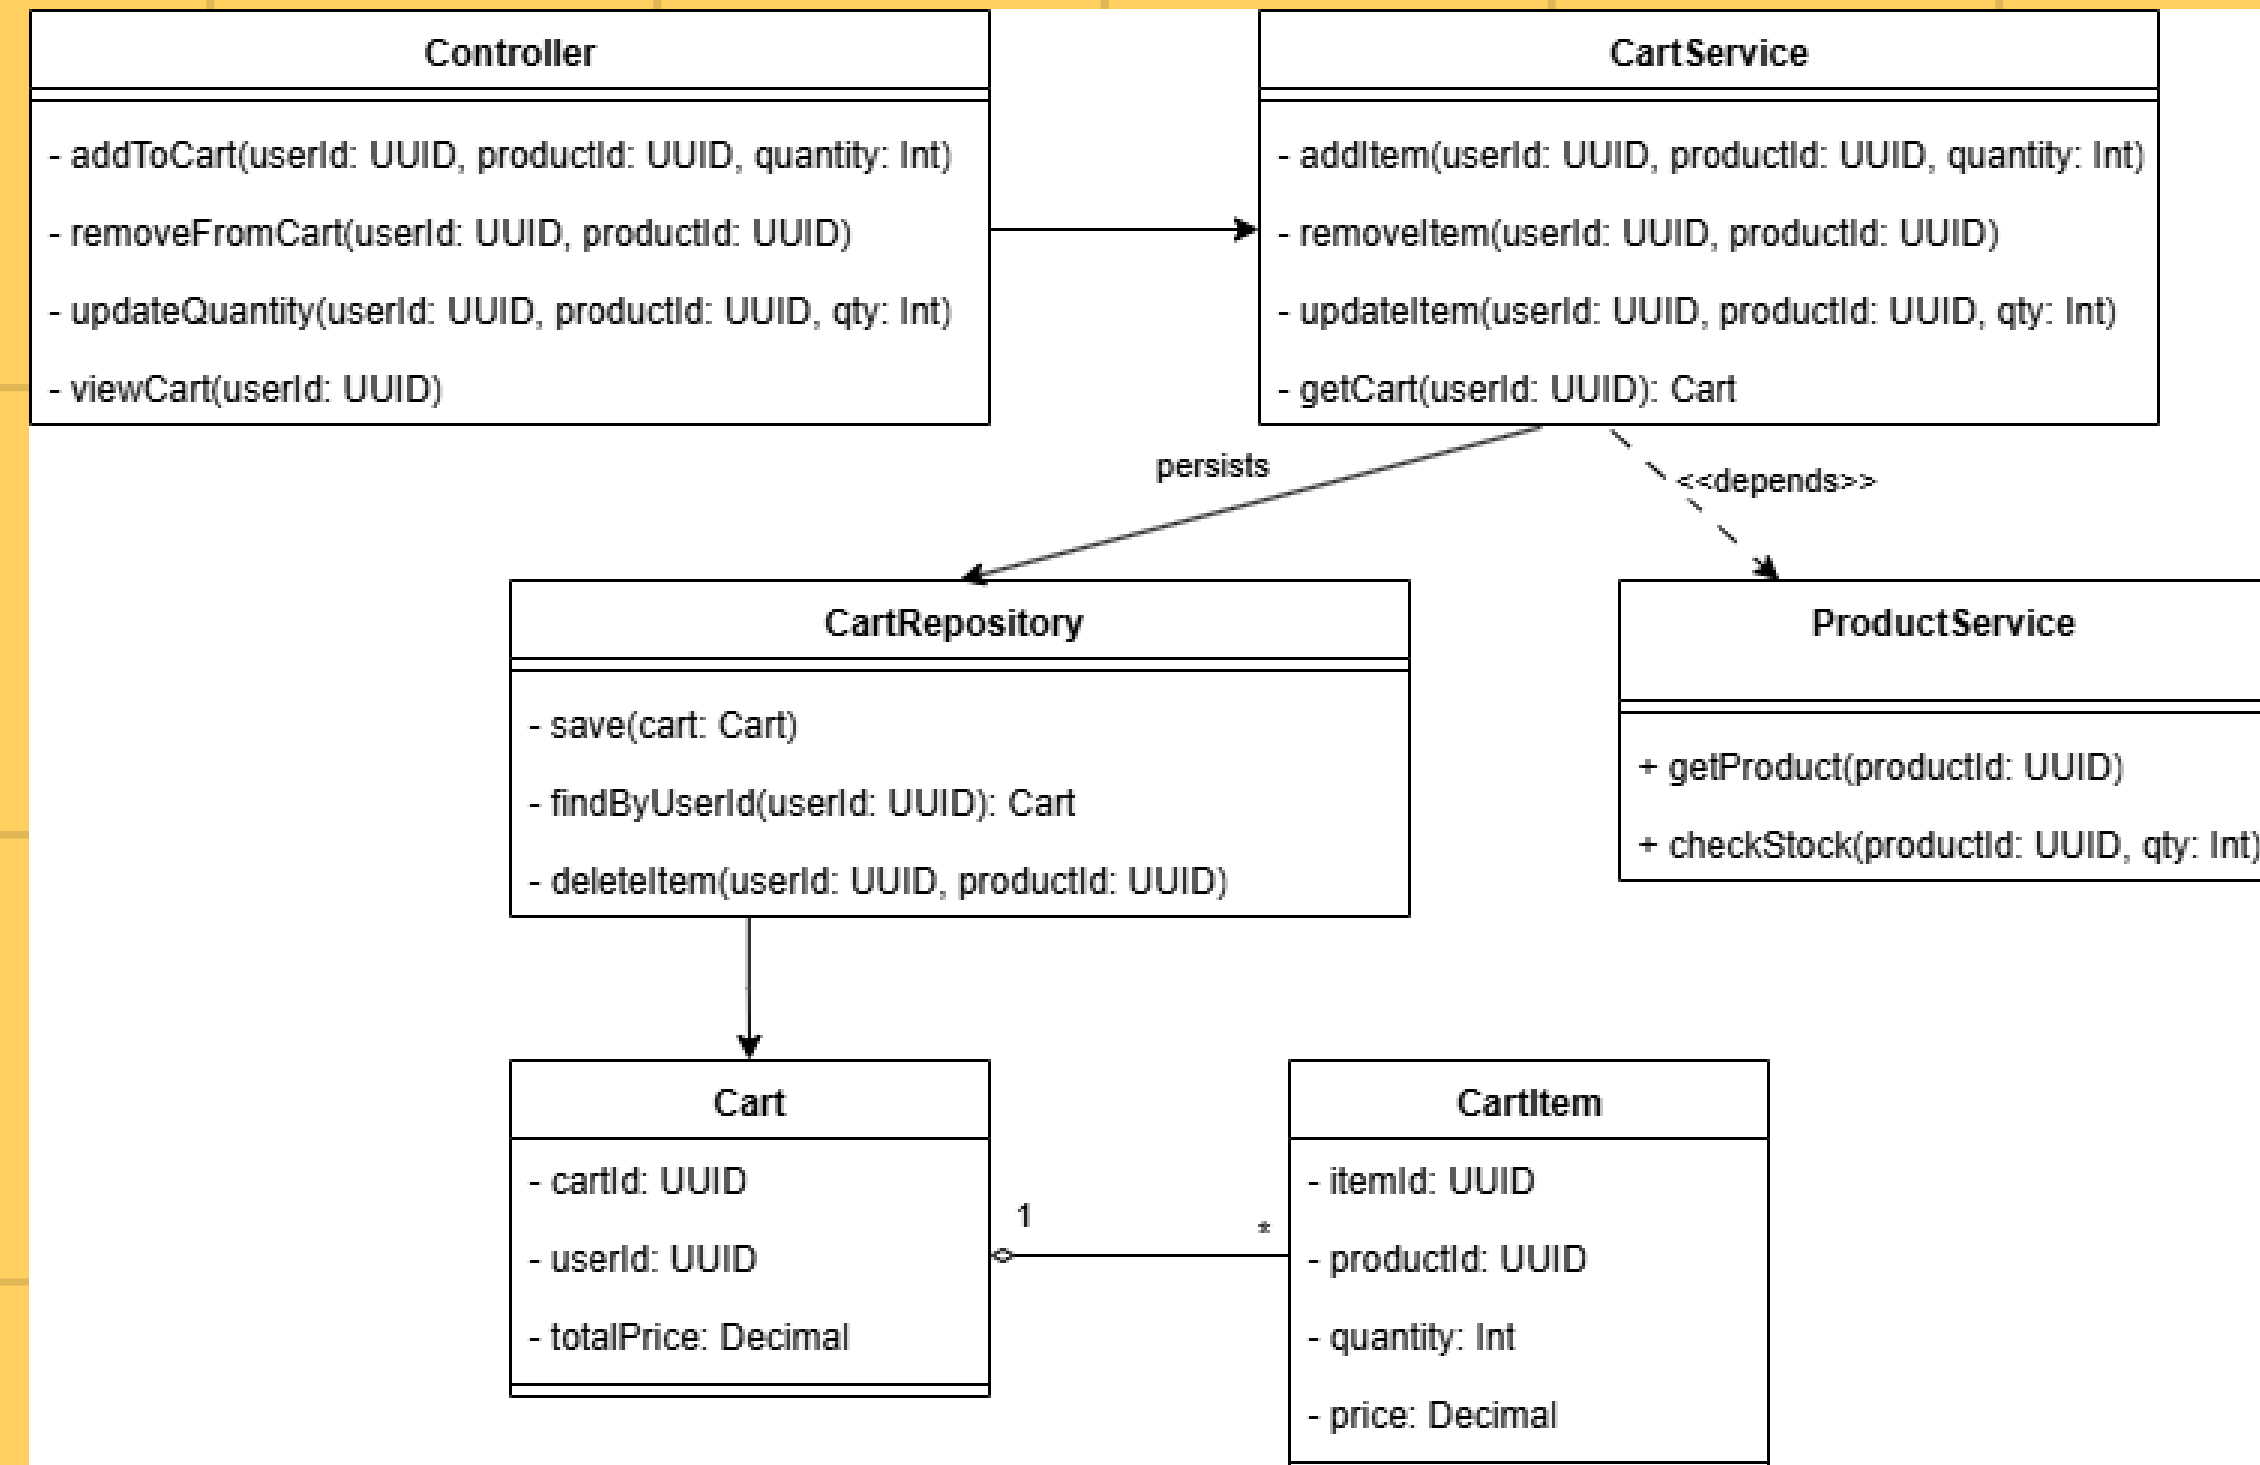 Controller
- addToCart(userId: UUID, productId: UUID, quantity: Int)
- removeFromCart(userId: UUID, productId: UUID)
- updateQuantity(userId: UUID, productId: UUID, qty: Int)
- viewCart(userId: UUID)
CartService
- addItem(userId: UUID, productId: UUID, quantity: Int)
- removeItem(userId: UUID, productId: UUID)
- updateItem(userId: UUID, productId: UUID, qty: Int)
- getCart(userId: UUID): Cart
persists
<<depends>>
CartRepository
- save(cart: Cart)
- findByUserId(userId: UUID): Cart
- deleteItem(userId: UUID, productId: UUID)
ProductService
+ getProduct(productId: UUID)
+ checkStock(productId: UUID, qty: Int)
Cart
- cartId: UUID
- userId: UUID
- totalPrice: Decimal
1
*
CartItem
- itemId: UUID
- productId: UUID
- quantity: Int
- price: Decimal